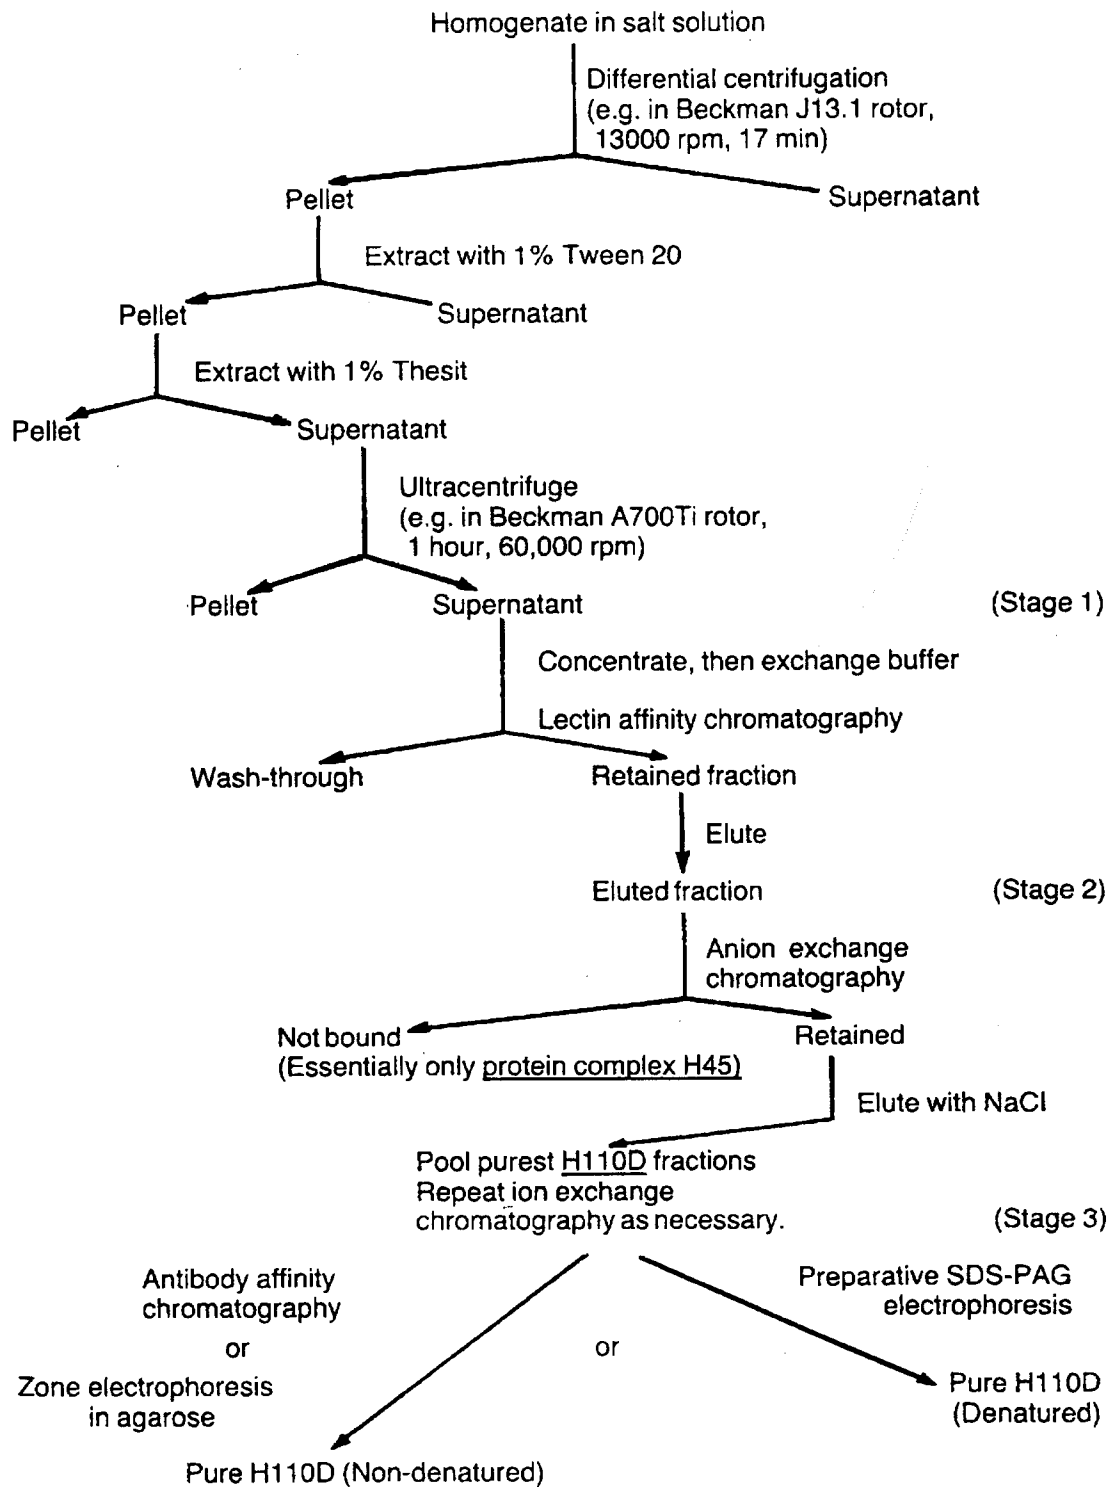 Homogenate in salt solution
Differential centrifugation
(e.g. in Beckman J13.1 rotor,
13000 rpm, 17 min)
Pellet
Supernatant
Extract with 1% Tween 20
Pellet
Supernatant
Extract with 1% Thesit
Pellet
Supernatant
Ultracentrifuge
(e.g. in Beckman A700Ti rotor,
1 hour, 60,000 rpm)
Pellet
Supernatant
(Stage 1)
Concentrate, then exchange buffer
Lectin affinity chromatography
Wash-through
Retained fraction
Elute
Eluted fraction
(Stage 2)
Anion exchange
chromatography
Not bound
(Essentially only protein complex H45)
Retained
Elute with NaCl
Pool purest H110D fractions
Repeat ion exchange
chromatography as necessary.
(Stage 3)
Antibody affinity
chromatography
or
Zone electrophoresis
in agarose
or
Preparative SDS-PAG
electrophoresis
Pure H110D
(Denatured)
Pure H110D (Non-denatured)